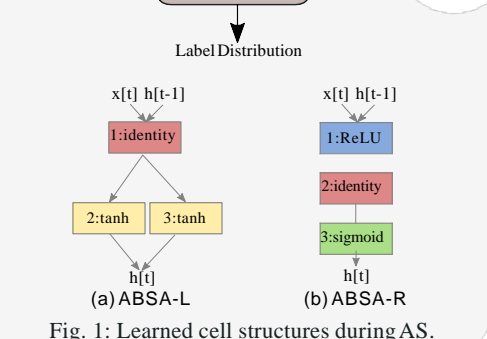 Label Distribution
x[t] h[t-1]
1:identity
2:tanh
3:tanh
h[t]
(a) ABSA-L
x[t] h[t-1]
1:ReLU
2:identity
3:sigmoid
h[t]
(b) ABSA-R
Fig. 1: Learned cell structures during AS.